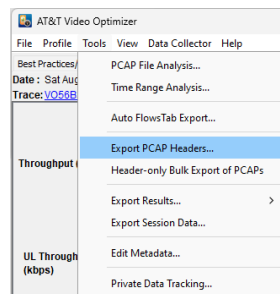 AT&T Video Optimizer
File Profile Tools View Data Collector Help
Best Practices/
Date : Sat Aug
Trace: VO56B
PCAP File Analysis...
Time Range Analysis...
Auto FlowsTab Export...
Export PCAP Headers...
Header-only Bulk Export of PCAPs
Export Results... >
Export Session Data...
Edit Metadata...
Private Data Tracking...
Throughput (
UL Through
(kbps)